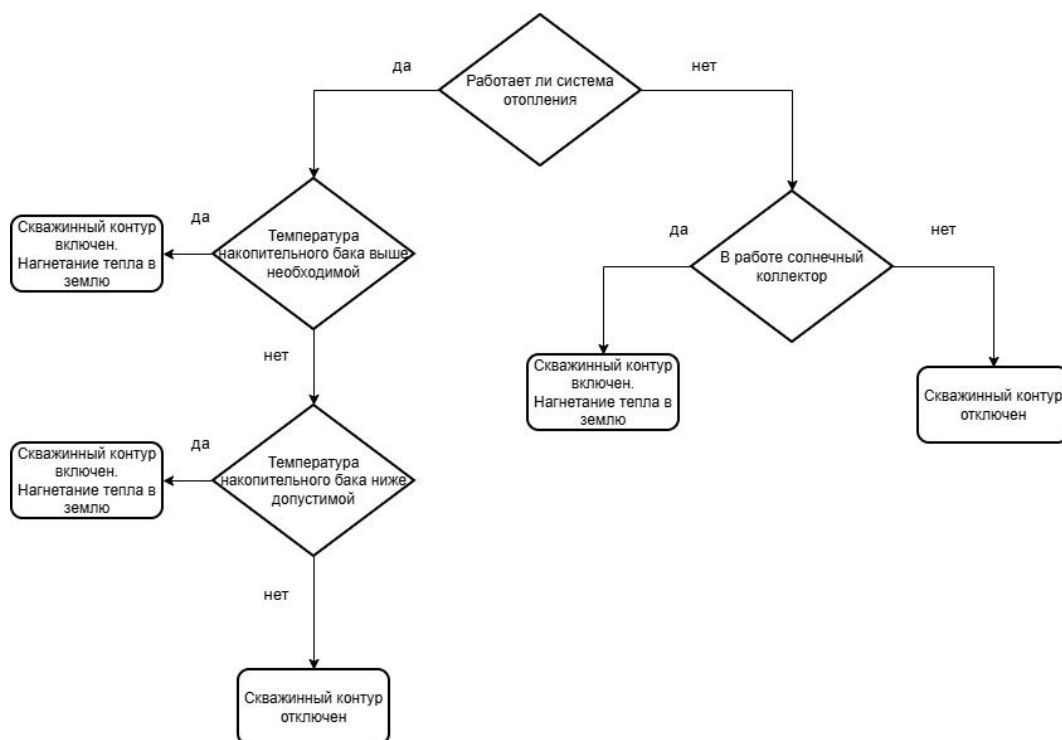 да
нет
Работает ли система
отопления
да
Скважинный контур
включен.
Нагнетание тепла в
землю
Температура
накопительного бака выше
необходимой
да
нет
В работе солнечный
коллектор
нет
Скважинный контур
включен.
Нагнетание тепла в
землю
Скважинный контур
отключен
да
Скважинный контур
включен.
Нагнетание тепла в
землю
Температура
накопительного бака ниже
допустимой
нет
Скважинный контур
отключен